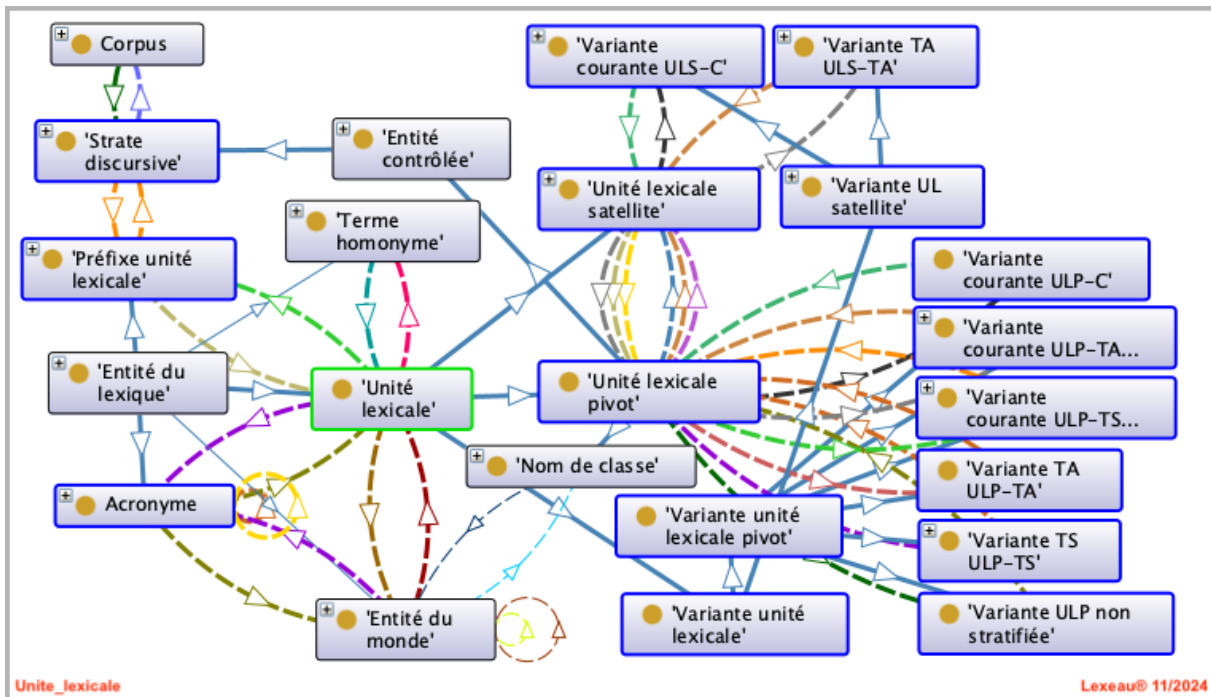 Corpus
'Variante
courante ULS-C'
'Variante TA
ULS-TA'
'Strate
discursive'
'Entité
contrôlée'
'Unité lexicale
satellite'
'Variante UL
satellite'
'Terme
homonyme'
'Préfixe unité
lexicale'
'Variante
courante ULP-C'
'Variante
courante ULP-TA...
'Entité du
lexique'
'Unité
lexicale'
'Unité lexicale
pivot'
'Variante
courante ULP-TS...
'Nom de classe'
'Variante TA
ULP-TA'
Acronyme
'Variante unité
lexicale pivot'
'Variante TS
ULP-TS'
'Entité du
monde'
'Variante unité
lexicale'
'Variante ULP non
stratifiée'
Unite_lexicale
Lexeau® 11/2024